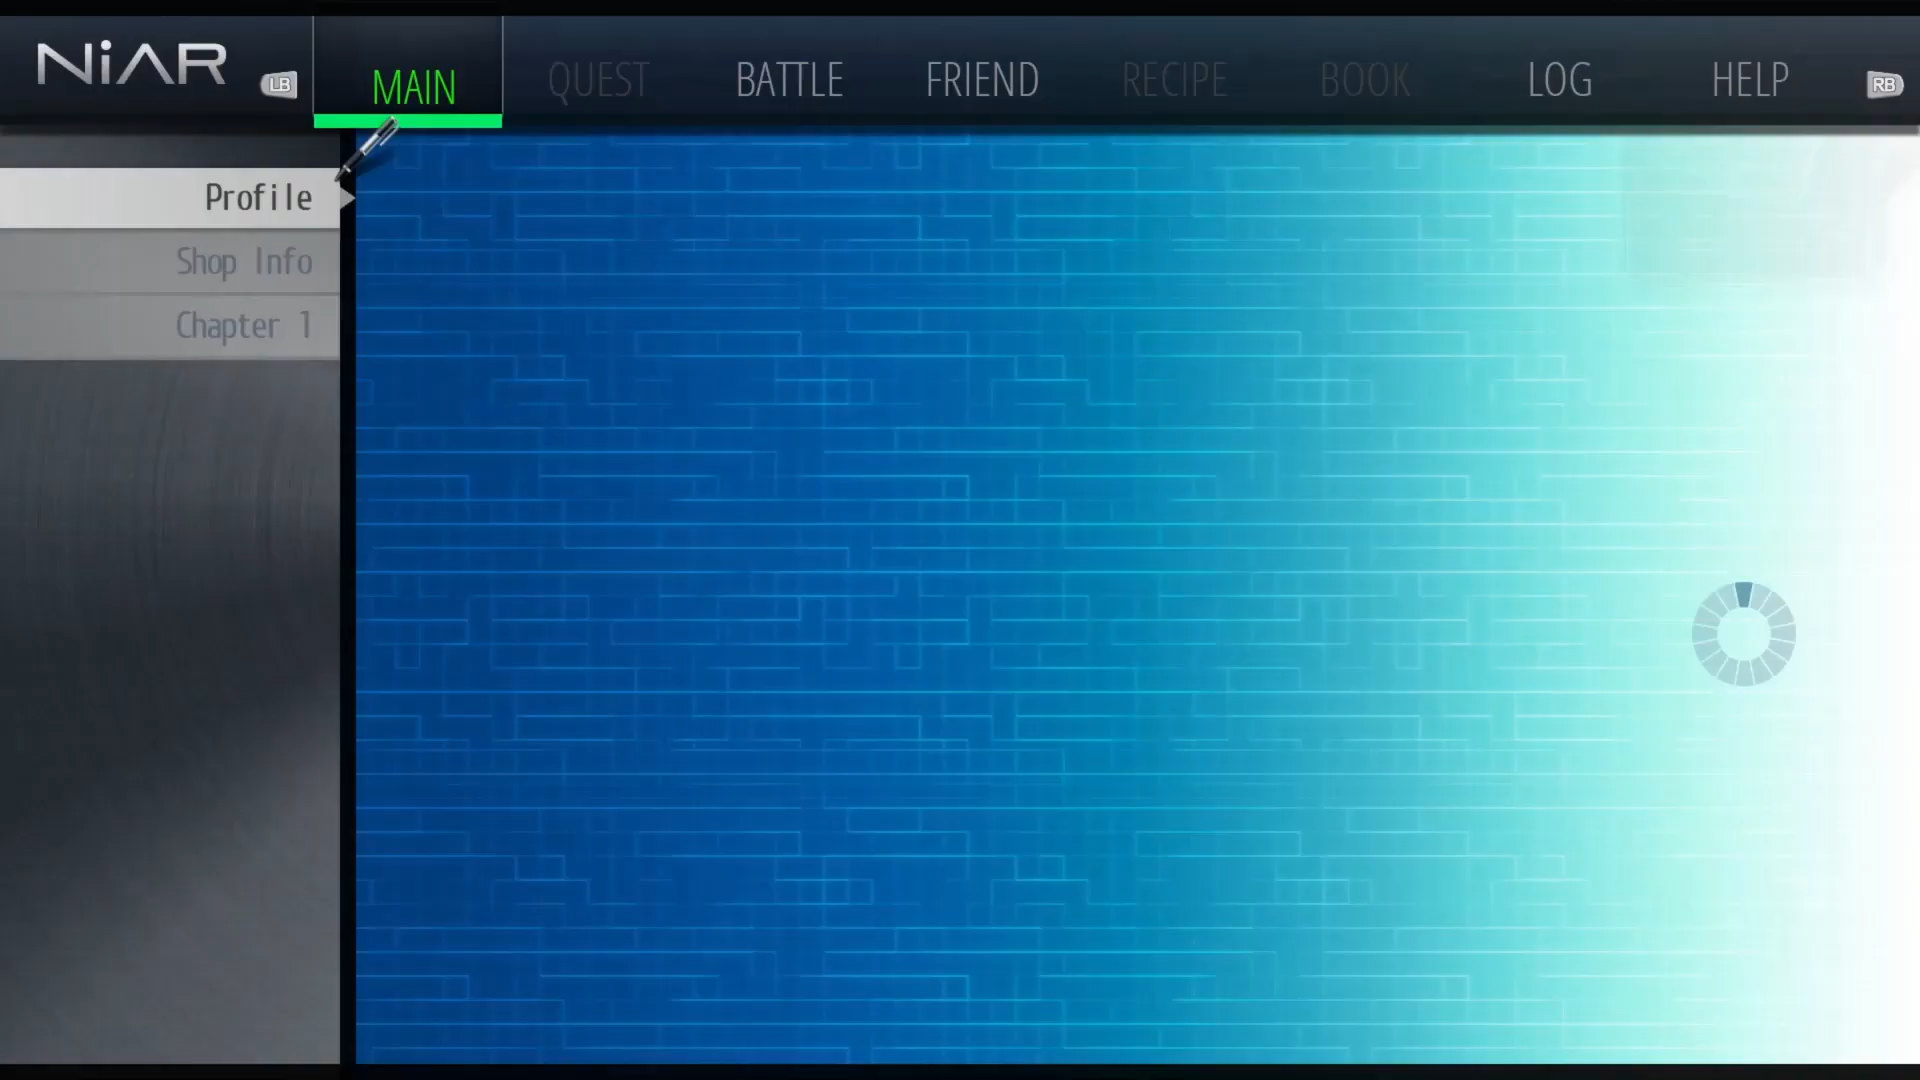 NiAR
LB
MAIN
QUEST
BATTLE
FRIEND
RECIPE
BOOK
LOG
HELP
RB
Profile
Shop Info
Chapter 1